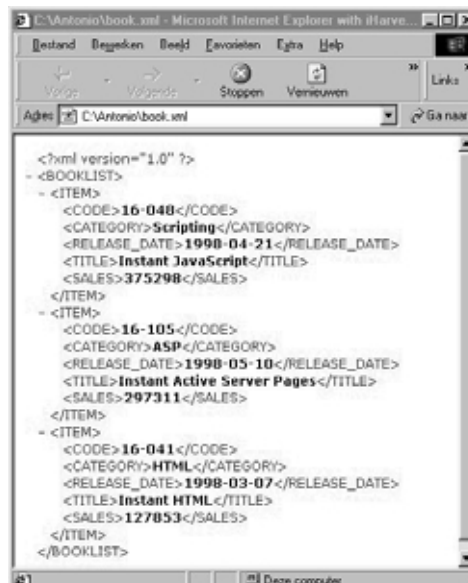 C:\Antonio\book.xml - Microsoft Internet Explorer with iHarve...
Bestand Bewerken Beeld Favorieten Extra Help
Vorige Volgende Stoppen Vernieuwen Links
Adres C:\Antonio\book.xml Ga naar
<?xml version="1.0" ?>
- <BOOKLIST>
- <ITEM>
<CODE>16-048</CODE>
<CATEGORY>Scripting</CATEGORY>
<RELEASE_DATE>1998-04-21</RELEASE_DATE>
<TITLE>Instant JavaScript</TITLE>
<SALES>375298</SALES>
</ITEM>
- <ITEM>
<CODE>16-105</CODE>
<CATEGORY>ASP</CATEGORY>
<RELEASE_DATE>1998-05-10</RELEASE_DATE>
<TITLE>Instant Active Server Pages</TITLE>
<SALES>297311</SALES>
</ITEM>
- <ITEM>
<CODE>16-041</CODE>
<CATEGORY>HTML</CATEGORY>
<RELEASE_DATE>1998-03-07</RELEASE_DATE>
<TITLE>Instant HTML</TITLE>
<SALES>127853</SALES>
</ITEM>
</BOOKLIST>
Deze computer